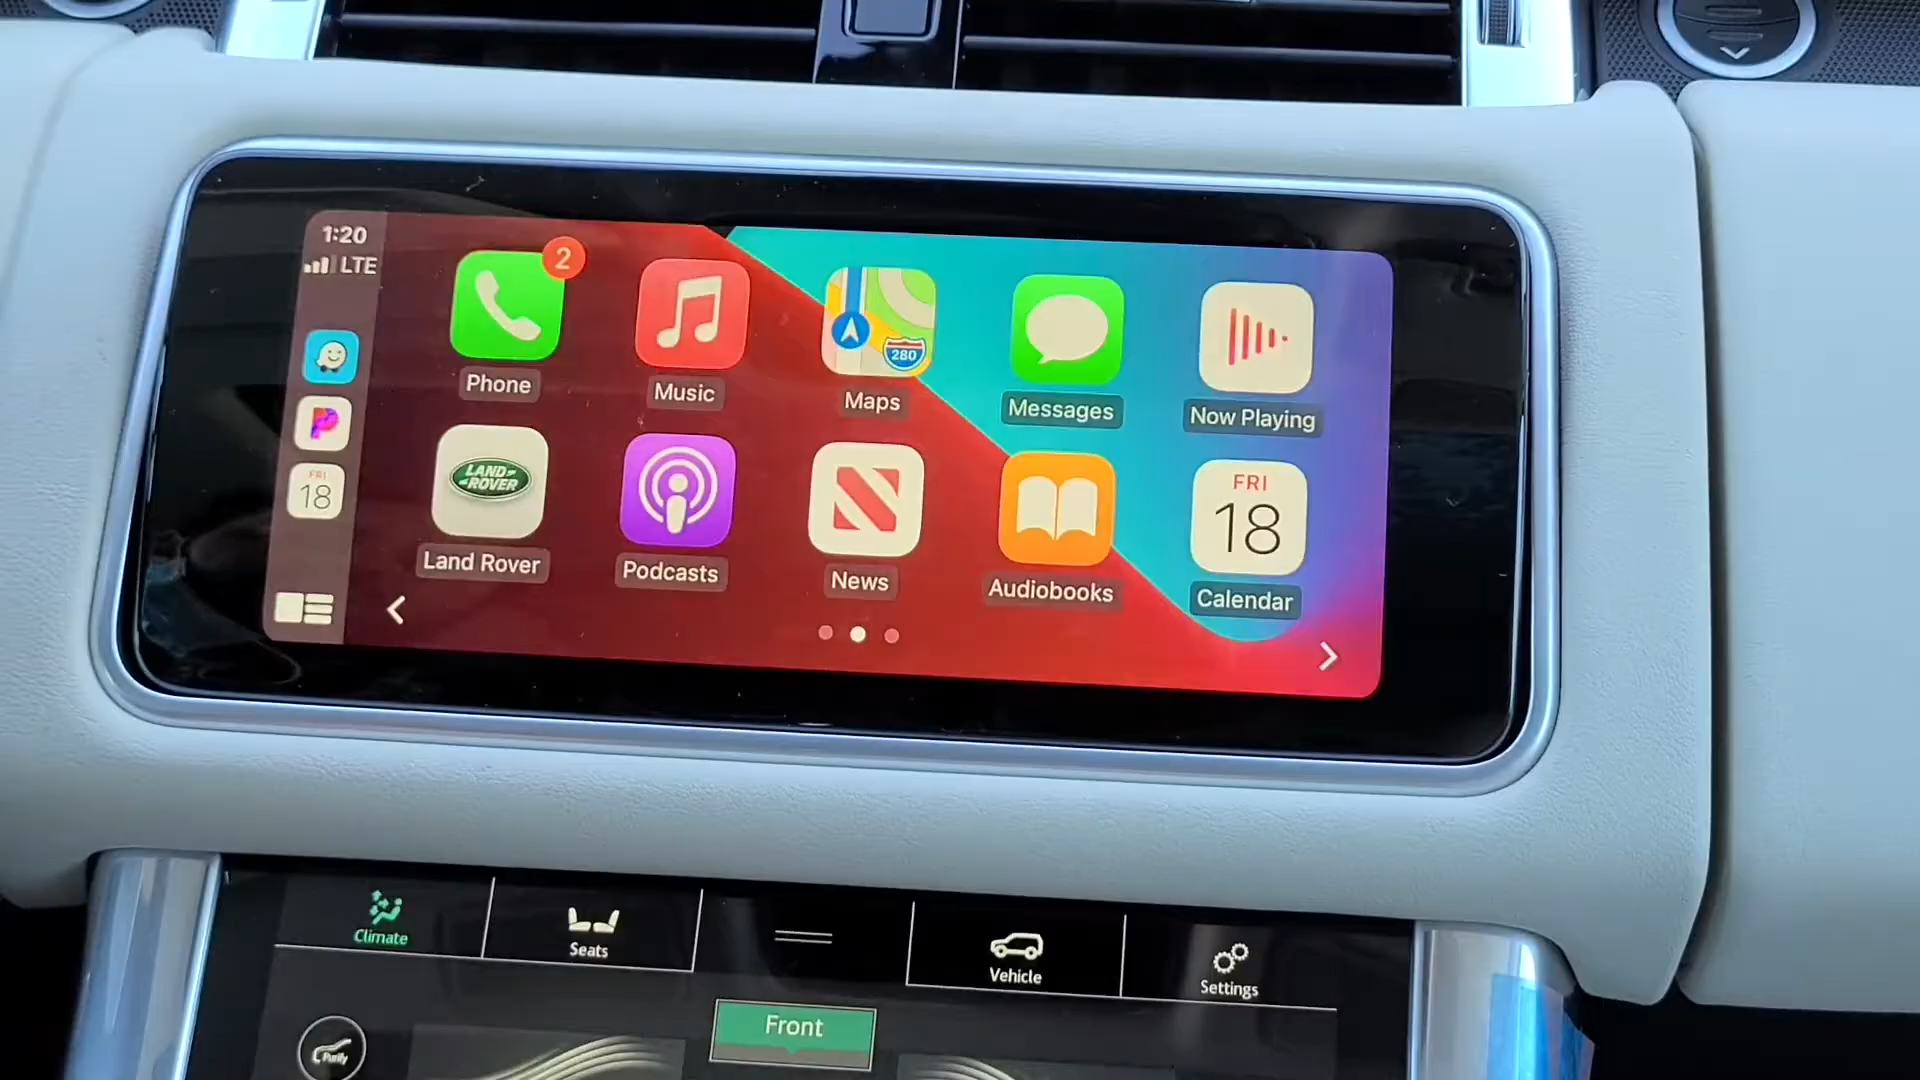 1:20
LTE
2
280
Phone
Music
Maps
Messages
Now Playing
FRI
18
LAND-
-ROVER
FRI
18
Land Rover
Podcasts
News
Audiobooks
Calendar
Climate
Seats
Vehicle
Settings
Front
Purify